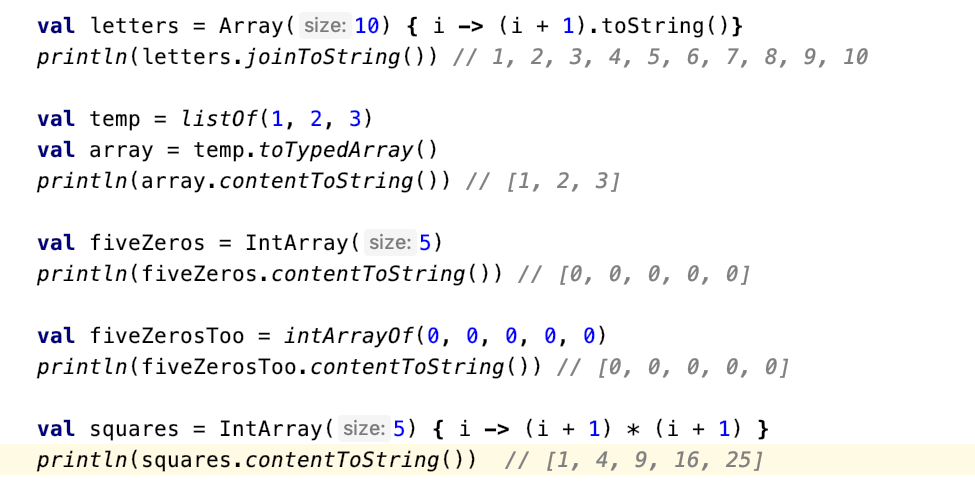 val letters = Array( size: 10) { i -> (i + 1).toString()}
println(letters.joinToString()) // 1, 2, 3, 4, 5, 6, 7, 8, 9, 10
val temp = listOf(1, 2, 3)
val array = temp.toTypedArray()
println(array.contentToString()) // [1, 2, 3]
val fiveZeros = IntArray( size: 5)
println(fiveZeros.contentToString()) // [0, 0, 0, 0, 0]
val fiveZerosToo = intArrayOf(0, 0, 0, 0, 0)
println(fiveZerosToo.contentToString()) // [0, 0, 0, 0, 0]
val squares = IntArray( size: 5) { i -> (i + 1) * (i + 1) }
println(squares.contentToString())  // [1, 4, 9, 16, 25]